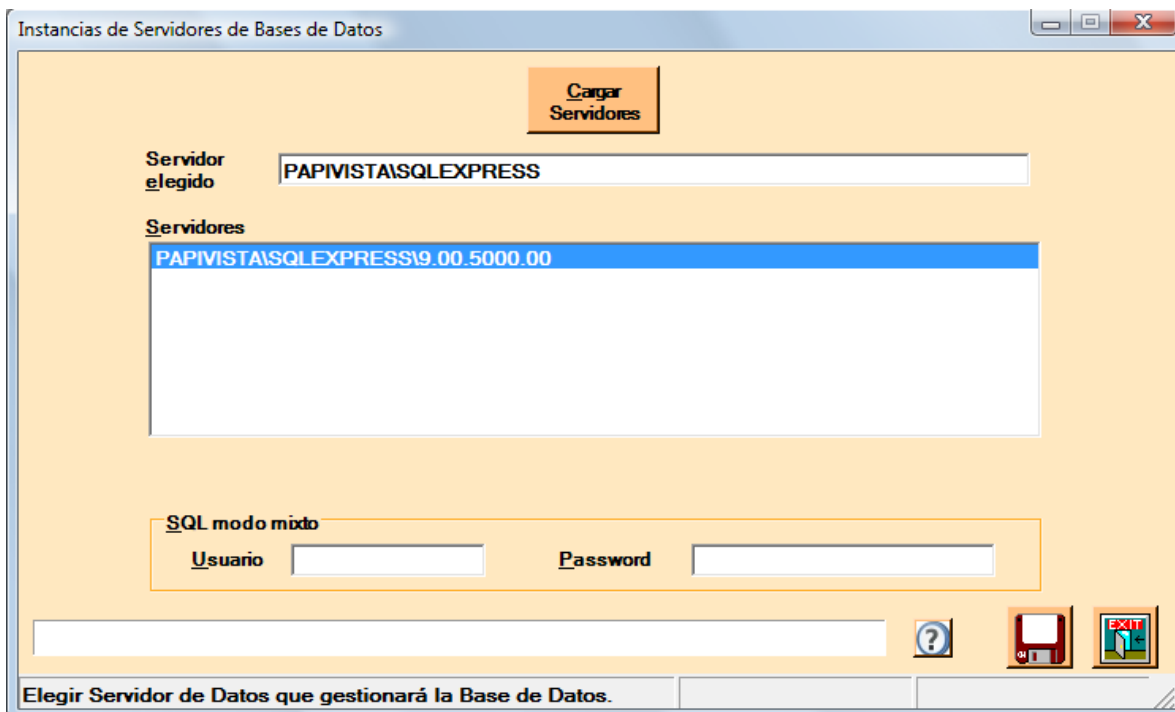 Instancias de Servidores de Bases de Datos
Cargar
Servidores
Servidor
elegido
PAPIVISTA\SQLEXPRESS
Servidores
PAPIVISTA\SQLEXPRESS\9.00.5000.00
SQL modo mixto
Usuario
Password
?
EXIT
Elegir Servidor de Datos que gestionará la Base de Datos.